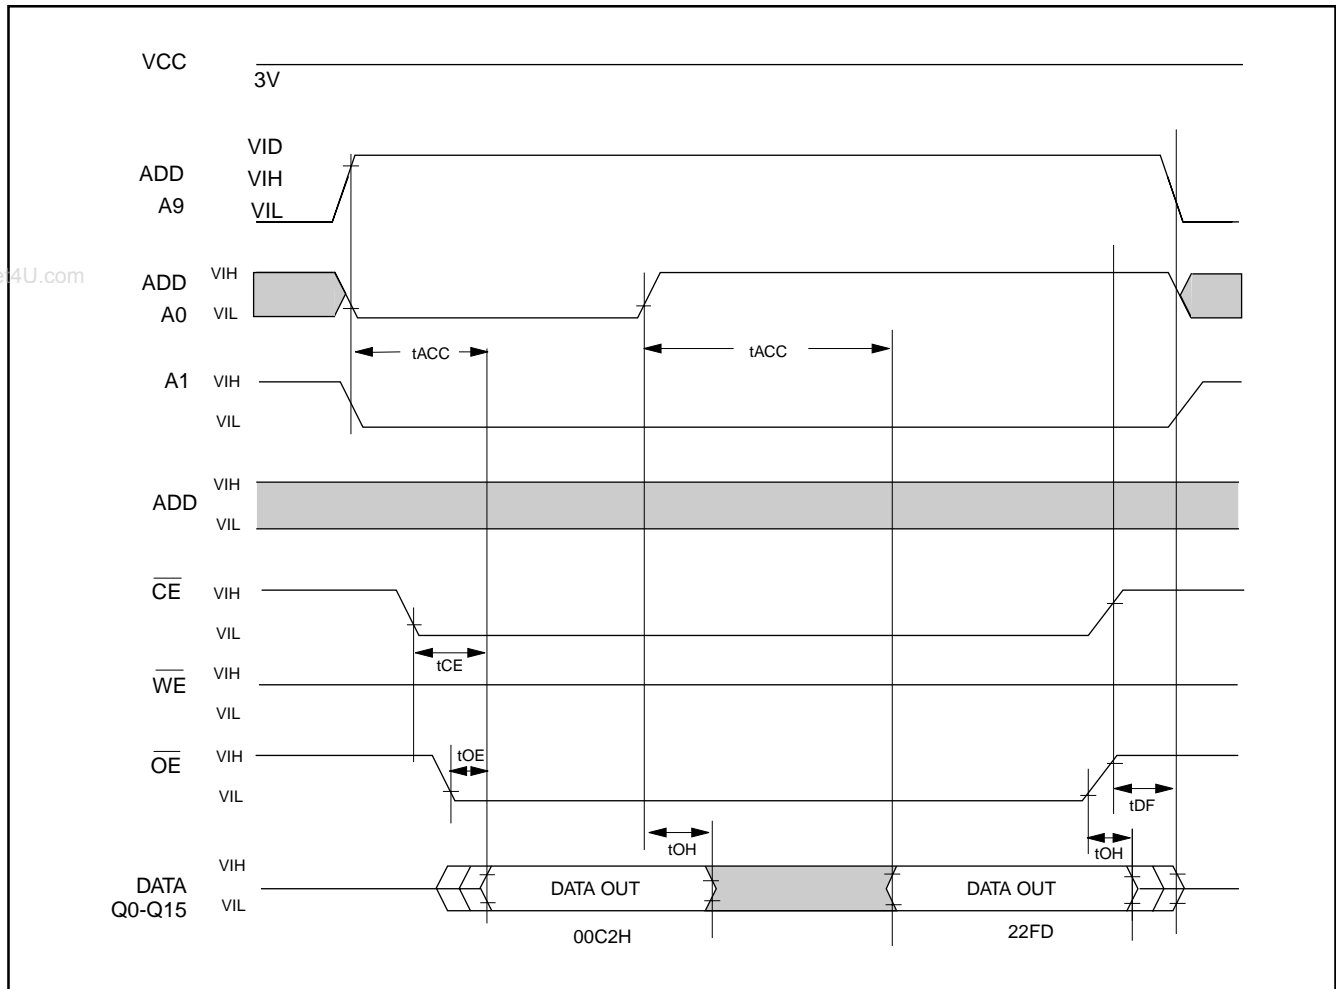 VCC
3V
VID
ADD
VIH
A9
VIL
et4U.com
ADD
VIH
A0
VIL
tACC
tACC
A1
VIH
VIL
ADD
VIH
VIL
CE
VIH
VIL
tCE
WE
VIH
VIL
OE
VIH
VIL
tOE
tDF
tOH
tOH
DATA
Q0-Q15
VIH
VIL
DATA OUT
DATA OUT
00C2H
22FD